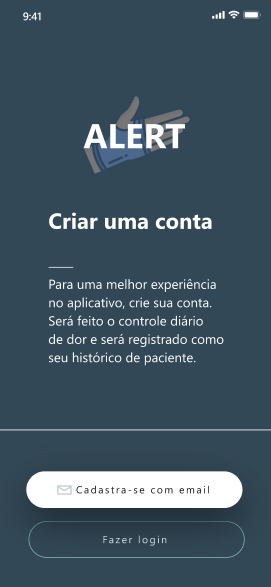 9:41
ALERT
Criar uma conta
Para uma melhor experiência
no aplicativo, crie sua conta.
Será feito o controle diário
de dor e será registrado como
seu histórico de paciente.
Cadastra-se com email
Fazer login